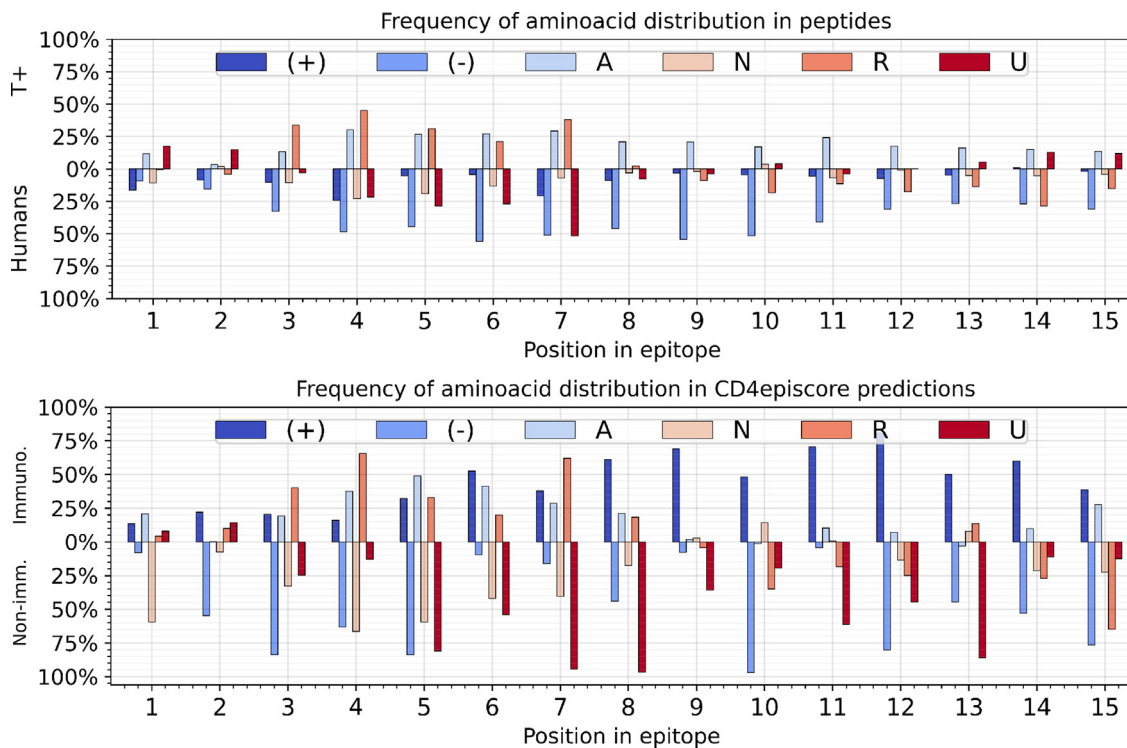 Frequency of aminoacid distribution in peptides
100%
75%
50%
25%
0%
25%
50%
75%
100%
T+
Humans
(+) (-) A N R U
1 2 3 4 5 6 7 8 9 10 11 12 13 14 15
Position in epitope
Frequency of aminoacid distribution in CD4episcore predictions
100%
75%
50%
25%
0%
25%
50%
75%
100%
Immuno.
Non-imm.
(+) (-) A N R U
1 2 3 4 5 6 7 8 9 10 11 12 13 14 15
Position in epitope